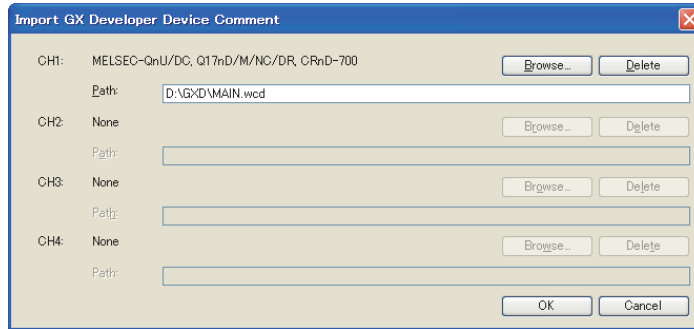 Import GX Developer Device Comment
CH1: MELSEC-QnU/DC, Q17nD/M/NC/DR, CRnD-700 Browse... Delete
Path: D:\GXD\MAIN.wcd
CH2: None Browse... Delete
Path:
CH3: None Browse... Delete
Path:
CH4: None Browse... Delete
Path:
OK Cancel